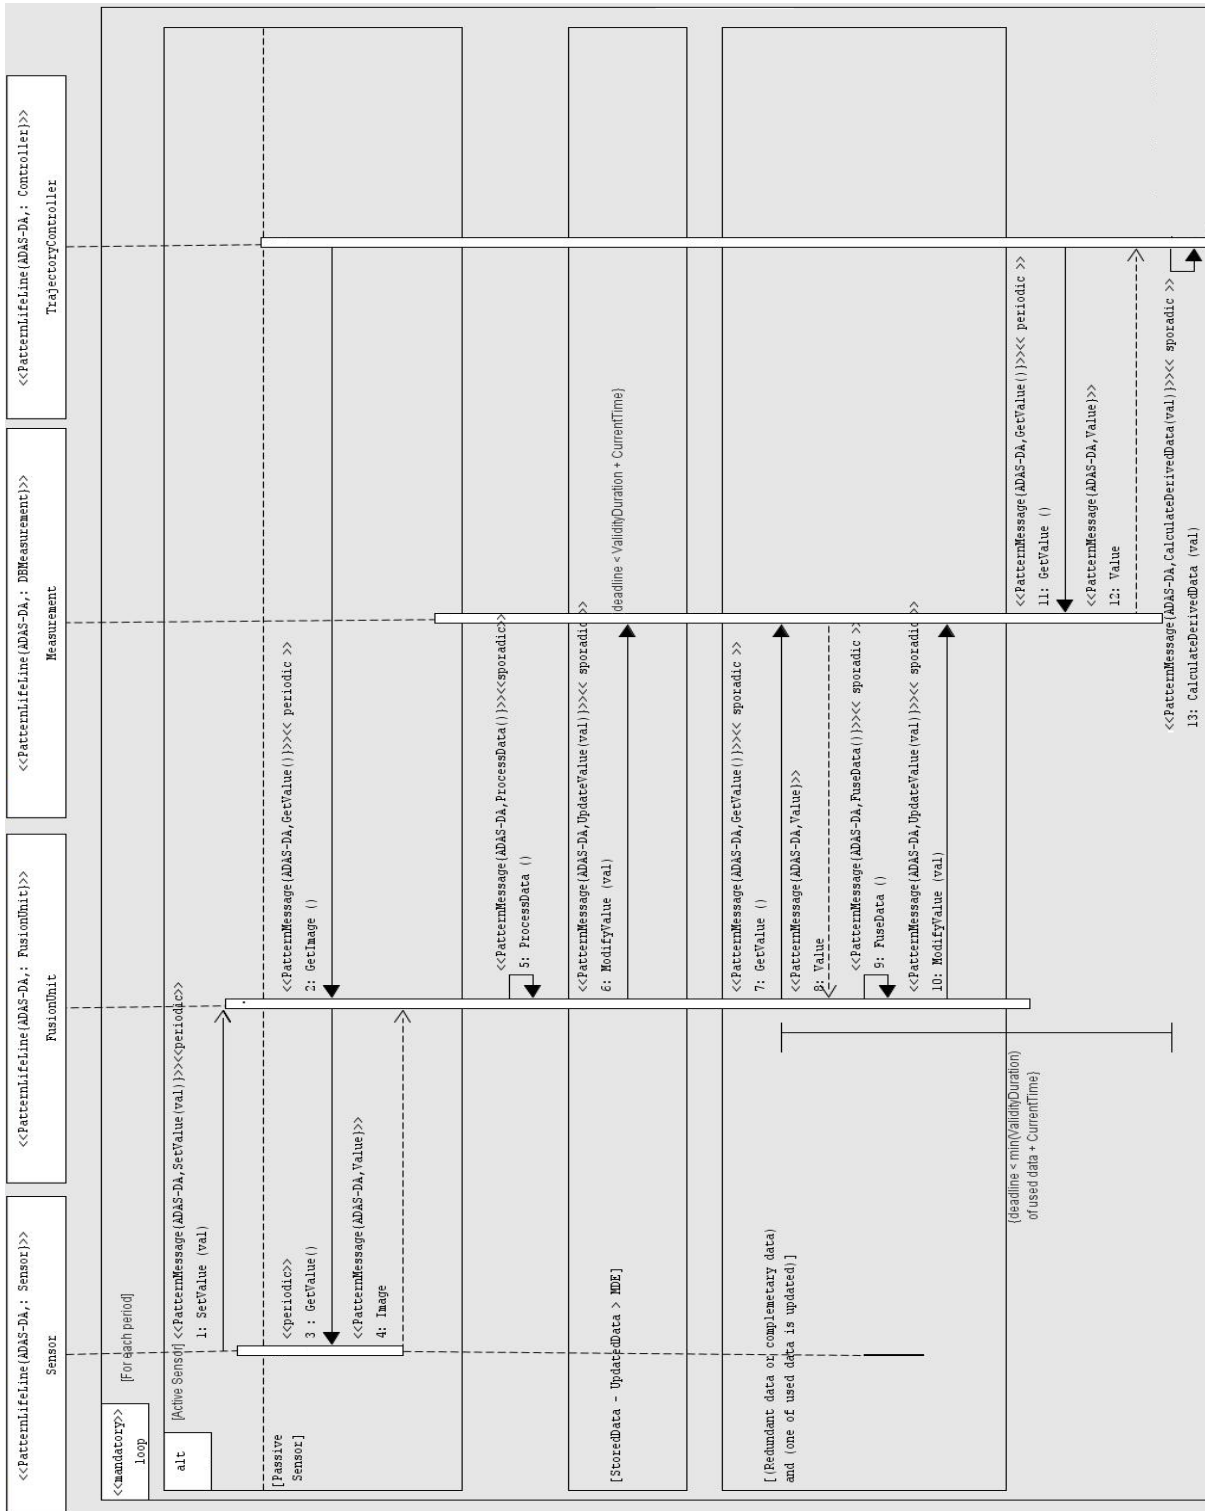 <<PatternLifeLine{ADAS-DA,: Sensor}>>
Sensor
<<PatternLifeLine{ADAS-DA,: FusionUnit}>>
FusionUnit
<<PatternLifeLine{ADAS-DA,: DBMeasurement}>>
Measurement
<<PatternLifeLine{ADAS-DA,: Controller}>>
TrajectoryController
<<mandatory>>
loop
[For each period]
alt
[Active Sensor]
<<PatternMessage{ADAS-DA,SetValue(val)}>><<periodic>>
1: SetValue (val)
[Passive
Sensor]
<<PatternMessage{ADAS-DA,GetValue()}>><< periodic >>
2: GetImage ()
<<periodic>>
3 : GetValue()
<<PatternMessage{ADAS-DA,Value}>>
4: Image
<<PatternMessage{ADAS-DA,ProcessData()}>><<sporadic>>
5: ProcessData ()
[StoredData - UpdatedData > MDE]
<<PatternMessage{ADAS-DA,UpdateValue(val)}>><< sporadic>>
6: ModifyValue (val)
deadline < ValidityDuration + CurrentTime}
[(Redundant data or complemetary data)
and (one of used data is updated)]
<<PatternMessage{ADAS-DA,GetValue()}>><< sporadic >>
7: GetValue ()
<<PatternMessage{ADAS-DA,Value}>>
8: Value
<<PatternMessage{ADAS-DA,FuseData()}>><< sporadic >>
9: FuseData ()
<<PatternMessage{ADAS-DA,UpdateValue(val)}>><< sporadic>>
10: ModifyValue (val)
{deadline < min(ValidityDuration)
of used data + CurrentTime}
<<PatternMessage{ADAS-DA,GetValue()}>><< periodic >>
11: GetValue ()
<<PatternMessage{ADAS-DA,Value}>>
12: Value
<<PatternMessage{ADAS-DA,CalculateDerivedData(val)}>><< sporadic >>
13: CalculateDerivedData (val)